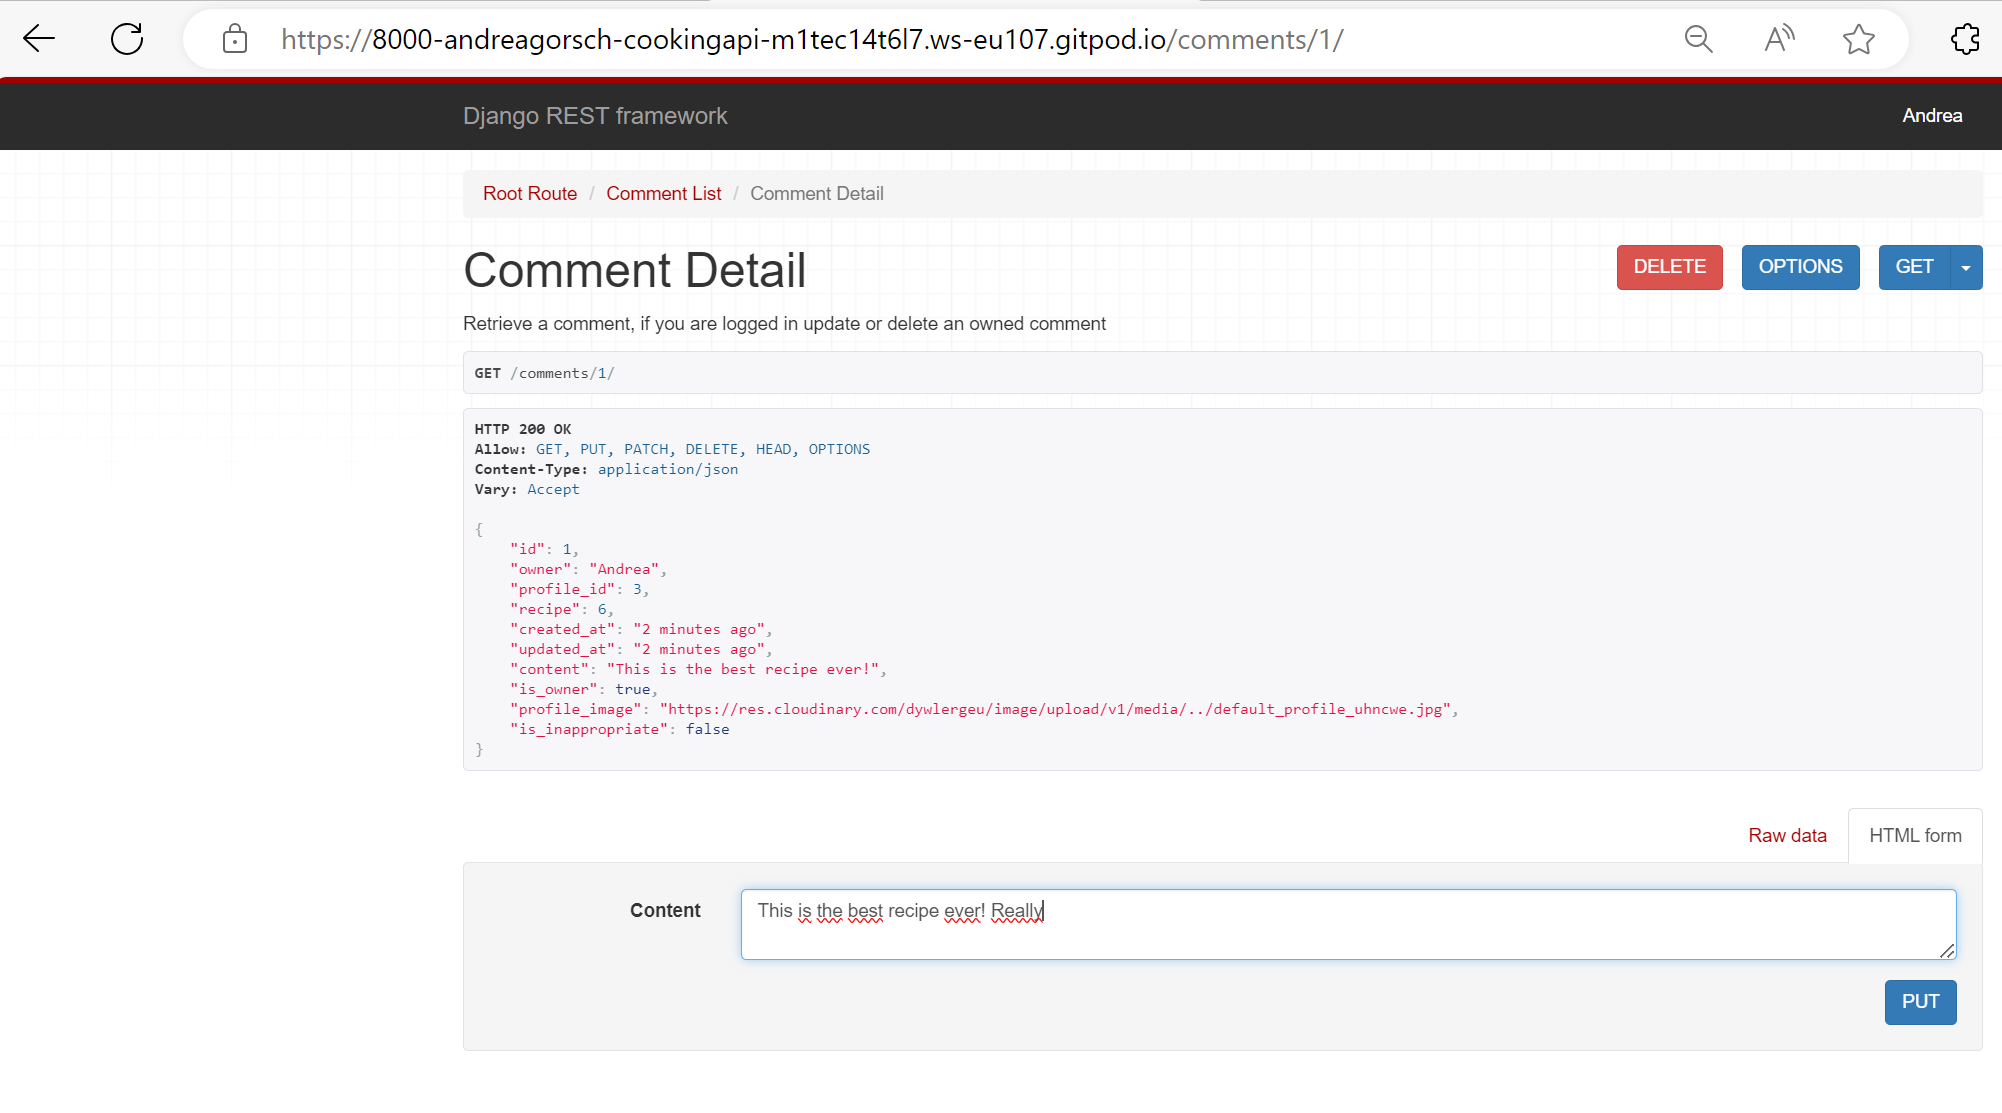 https://8000-andreagorsch-cookingapi-m1tec14t6l7.ws-eu107.gitpod.io/comments/1/
Django REST framework
Andrea
Root Route / Comment List / Comment Detail
Comment Detail
DELETE
OPTIONS
GET
Retrieve a comment, if you are logged in update or delete an owned comment
GET /comments/1/
HTTP 200 OK
Allow: GET, PUT, PATCH, DELETE, HEAD, OPTIONS
Content-Type: application/json
Vary: Accept
{
"id": 1,
"owner": "Andrea",
"profile_id": 3,
"recipe": 6,
"created_at": "2 minutes ago",
"updated_at": "2 minutes ago",
"content": "This is the best recipe ever!",
"is_owner": true,
"profile_image": "https://res.cloudinary.com/dywlergeu/image/upload/v1/media/../default_profile_uhncwe.jpg",
"is_inappropriate": false
}
Raw data
HTML form
Content
This is the best recipe ever! Really
PUT